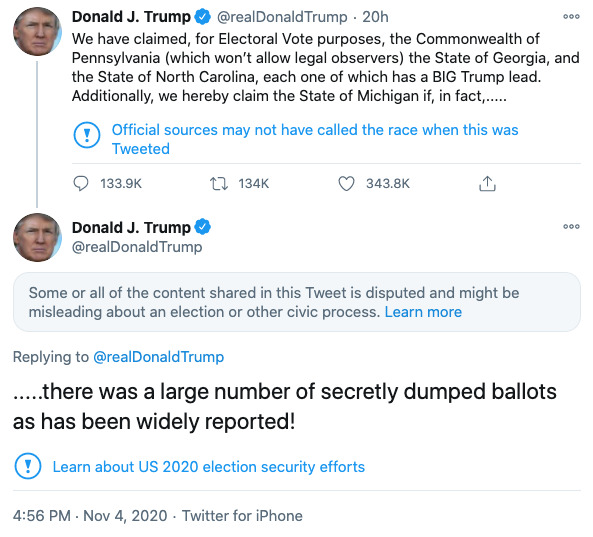 Donald J. Trump @realDonaldTrump · 20h
We have claimed, for Electoral Vote purposes, the Commonwealth of
Pennsylvania (which won't allow legal observers) the State of Georgia, and
the State of North Carolina, each one of which has a BIG Trump lead.
Additionally, we hereby claim the State of Michigan if, in fact,.....
Official sources may not have called the race when this was
Tweeted
133.9K 134K 343.8K
Donald J. Trump
@realDonaldTrump
Some or all of the content shared in this Tweet is disputed and might be
misleading about an election or other civic process. Learn more
Replying to @realDonaldTrump
.....there was a large number of secretly dumped ballots
as has been widely reported!
Learn about US 2020 election security efforts
4:56 PM · Nov 4, 2020 · Twitter for iPhone